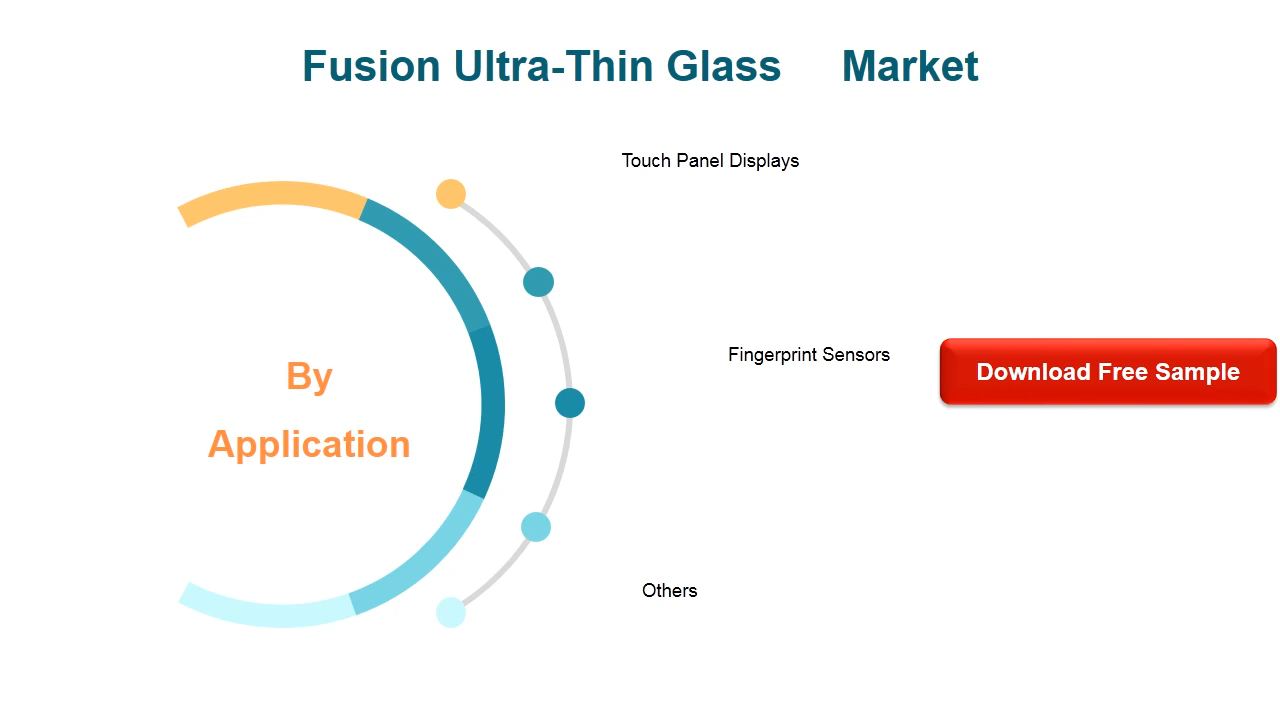 Fusion Ultra-Thin Glass Market
Touch Panel Displays
Fingerprint Sensors
Download Free Sample
By
Application
Others